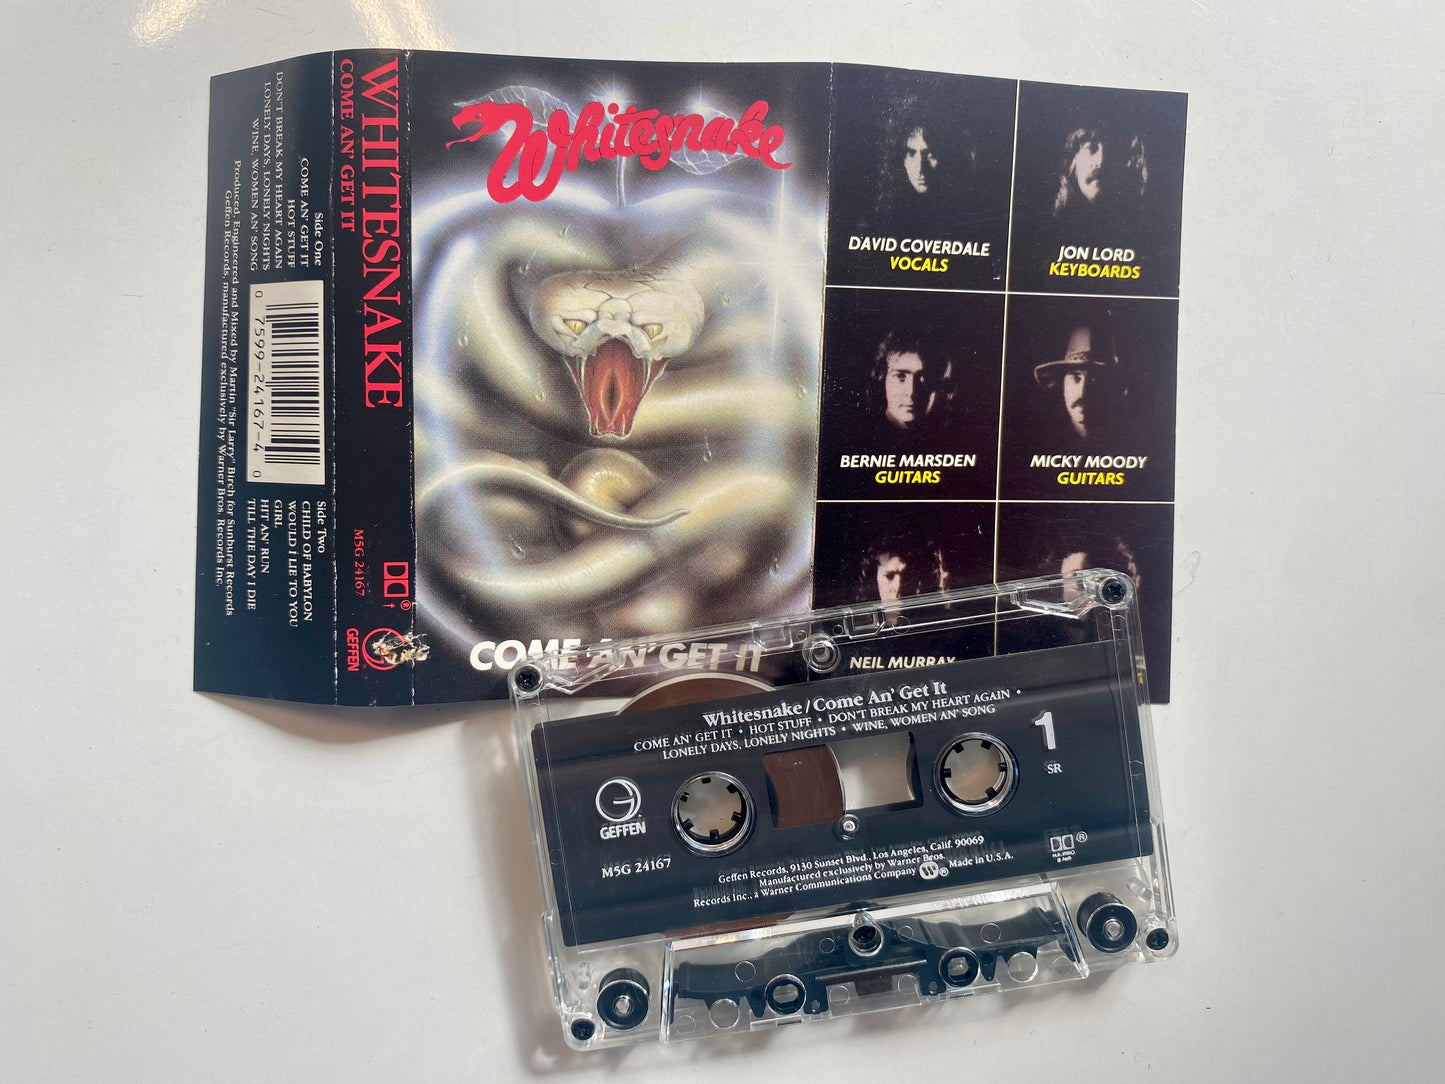 Side One
COME AN' GET IT
HOT STUFF
DON'T BREAK MY HEART AGAIN
LONELY DAYS, LONELY NIGHTS
WINE, WOMEN AN' SONG
0 7599-24167-4 0
Side Two
CHILD OF BABYLON
WOULD I LIE TO YOU
GIRL
HIT AN' RUN
TILL THE DAY I DIE
Produced, Engineered and Mixed by Martin "Sir Larry" Birch for Sunburst Records
Geffen Records, manufactured exclusively by Warner Bros. Records Inc.
WHITESNAKE
COME AN' GET IT
M5G 24167
®
GEFFEN
Whitesnake
COME AN' GET IT
DAVID COVERDALE
VOCALS
JON LORD
KEYBOARDS
BERNIE MARSDEN
GUITARS
MICKY MOODY
GUITARS
NEIL MURRAY
Whitesnake/Come An' Get It
COME AN' GET IT • HOT STUFF • DON'T BREAK MY HEART AGAIN •
LONELY DAYS, LONELY NIGHTS • WINE, WOMEN AN' SONG
1
SR
GEFFEN
M5G 24167
Geffen Records, 9130 Sunset Blvd., Los Angeles, Calif. 90069
Manufactured exclusively by Warner Bros.
Records Inc., a Warner Communications Company ® Made in U.S.A.
®